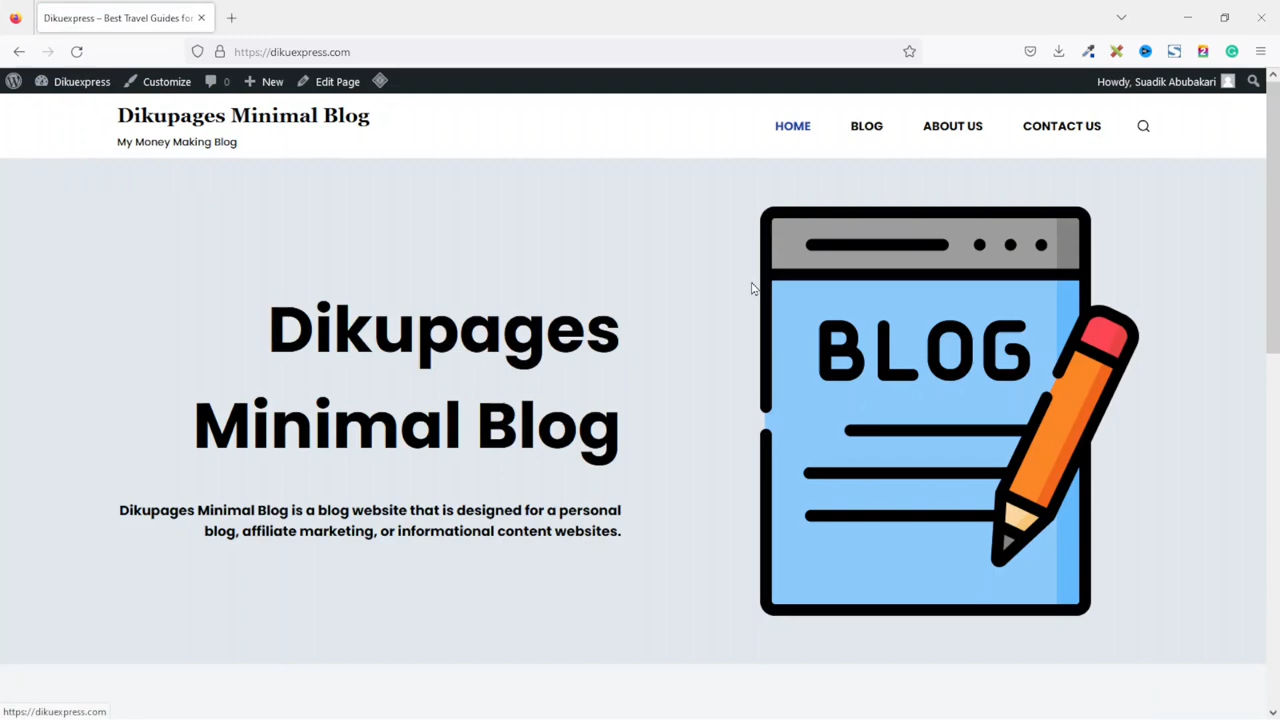 Dikuexpress – Best Travel Guides for
https://dikuexpress.com
Dikuexpress
Customize
0
New
Edit Page
Howdy, Suadik Abubakari
Dikupages Minimal Blog
My Money Making Blog
HOME
BLOG
ABOUT US
CONTACT US
Dikupages
Minimal Blog
Dikupages Minimal Blog is a blog website that is designed for a personal
blog, affiliate marketing, or informational content websites.
BLOG
https://dikuexpress.com